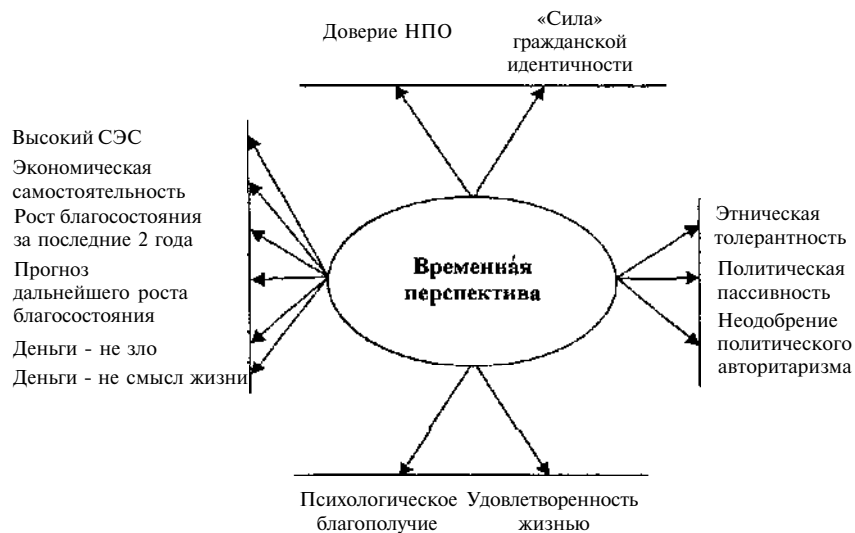 Доверие НПО
«Сила»
гражданской
идентичности
Высокий СЭС
Экономическая
самостоятельность
Рост благосостояния
за последние 2 года
Прогноз
дальнейшего роста
благосостояния
Деньги - не зло
Деньги - не смысл жизни
Временная
перспектива
Этническая
толерантность
Политическая
пассивность
Неодобрение
политического
авторитаризма
Психологическое
благополучие
Удовлетворенность
жизнью